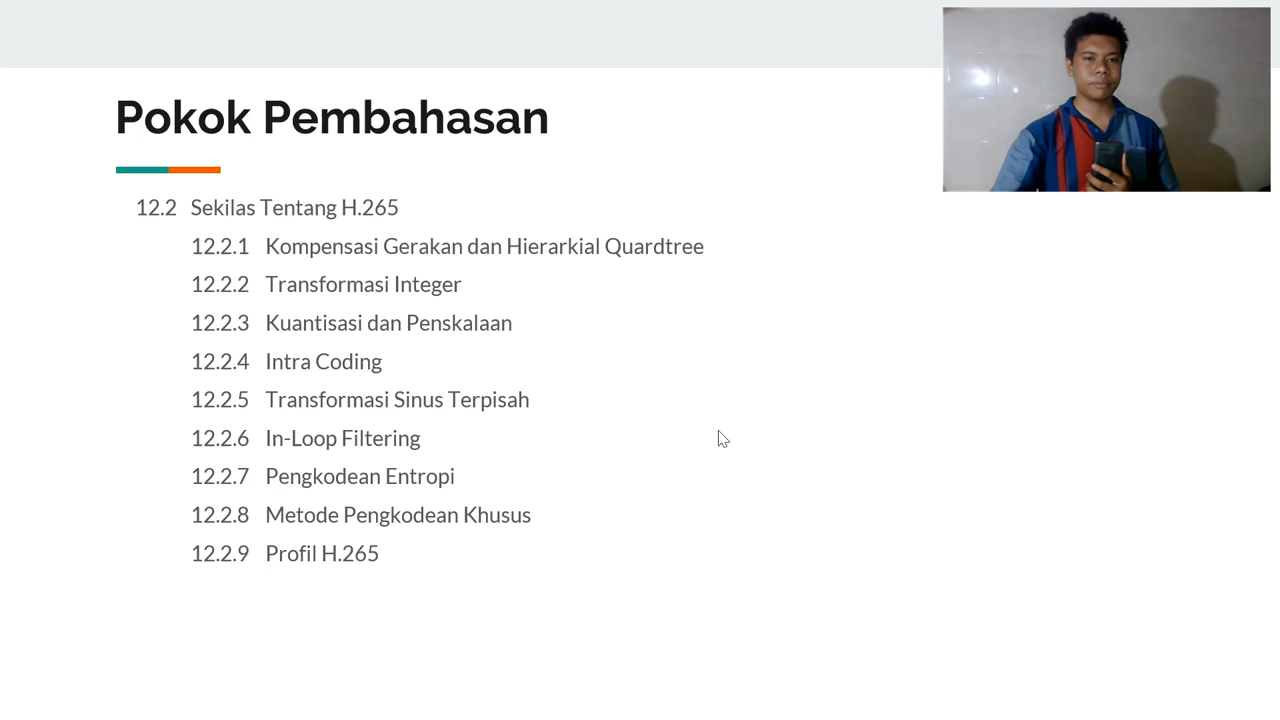 Pokok Pembahasan
12.2 Sekilas Tentang H.265
12.2.1 Kompensasi Gerakan dan Hierarkial Quardtree
12.2.2 Transformasi Integer
12.2.3 Kuantisasi dan Penskalaan
12.2.4 Intra Coding
12.2.5 Transformasi Sinus Terpisah
12.2.6 In-Loop Filtering
12.2.7 Pengkodean Entropi
12.2.8 Metode Pengkodean Khusus
12.2.9 Profil H.265